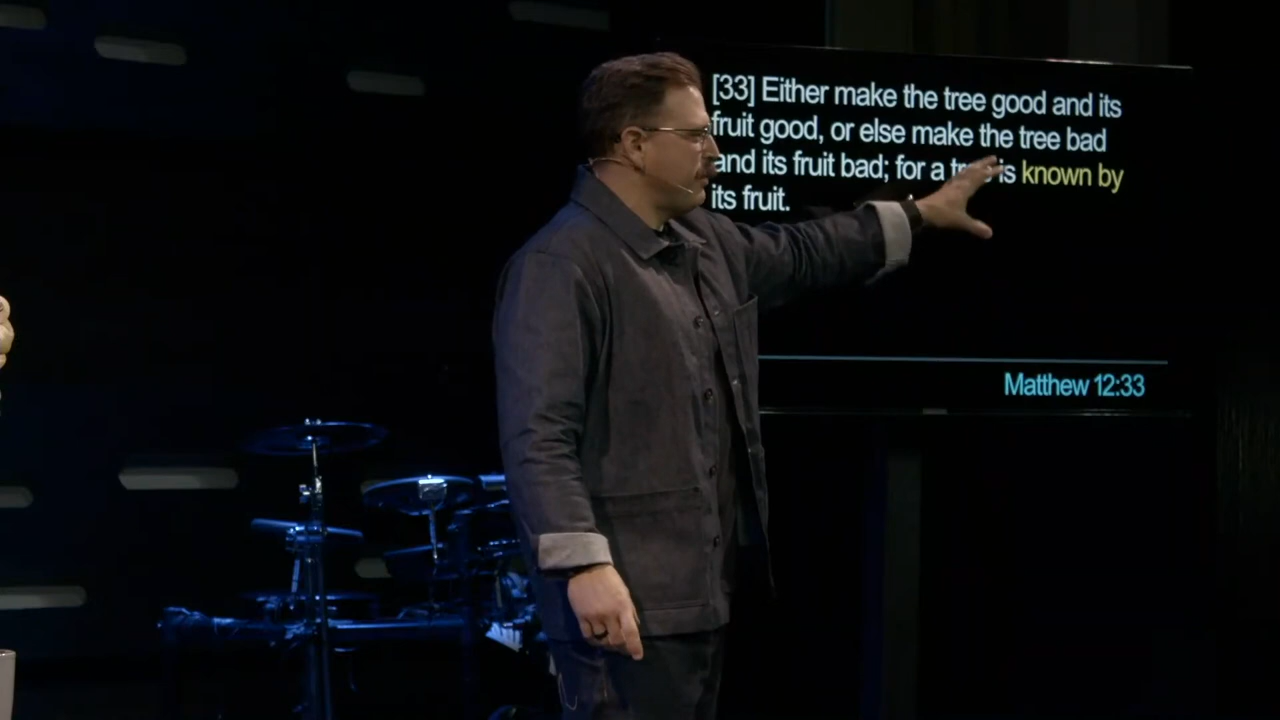 [33] Either make the tree good and its
fruit good, or else make the tree bad
and its fruit bad; for a tree is known by
its fruit.
Matthew 12:33